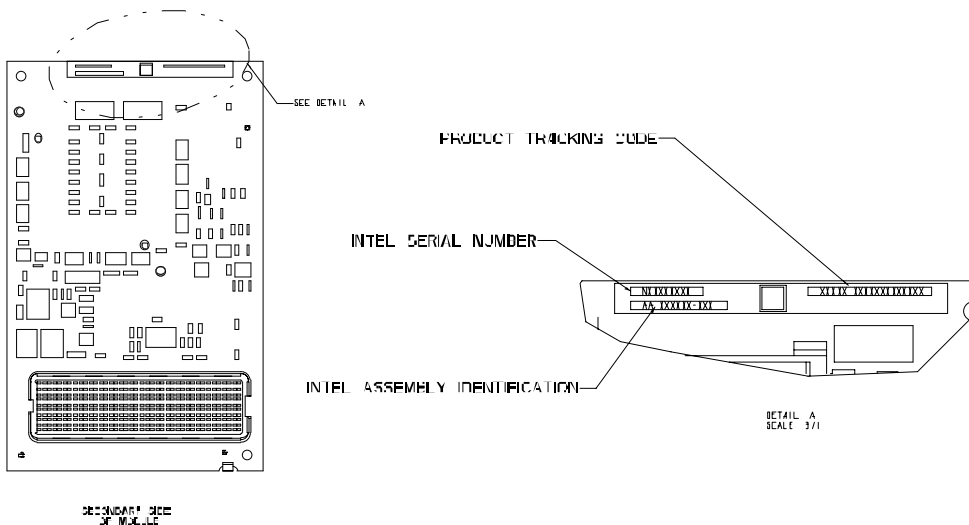 SEE DETAIL A
PRODUCT TRACKING CODE
INTEL SERIAL NUMBER
INTEL ASSEMBLY IDENTIFICATION
DETAIL A
SCALE 3/1
SECONDARY SIDE
OF MODULE